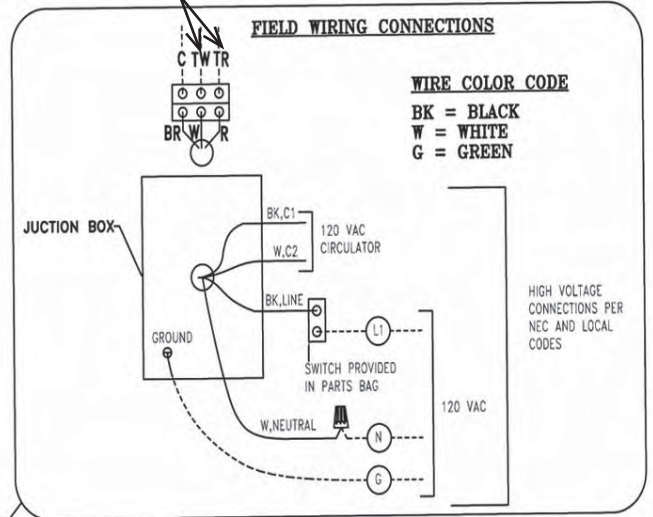 FIELD WIRING CONNECTIONS
C TW TR
BR W R
WIRE COLOR CODE
BK = BLACK
W = WHITE
G = GREEN
JUCTION BOX
BK,C1
W,C2
120 VAC
CIRCULATOR
BK,LINE
L1
GROUND
SWITCH PROVIDED
IN PARTS BAG
W,NEUTRAL
N
G
120 VAC
HIGH VOLTAGE
CONNECTIONS PER
NEC AND LOCAL
CODES